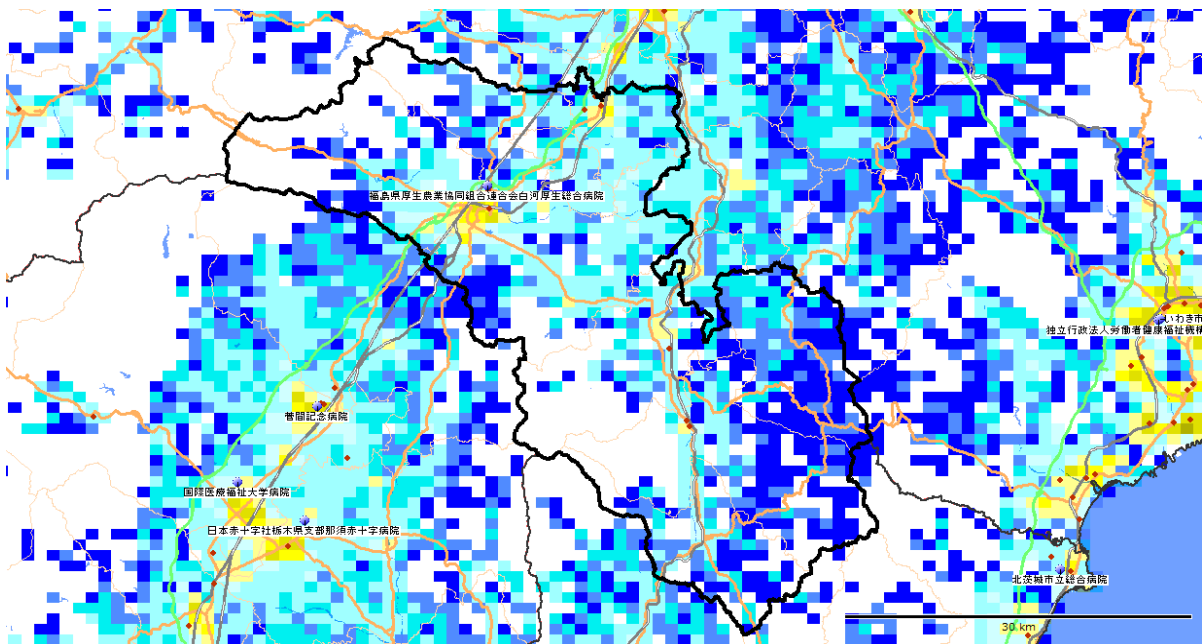 福島県厚生農業協同組合連合会白河厚生総合病院
いわき市
独立行政法人労働者健康福祉機構
菅間記念病院
国際医療福祉大学病院
日本赤十字社栃木県支部那須赤十字病院
北茨城市立総合病院
30 km